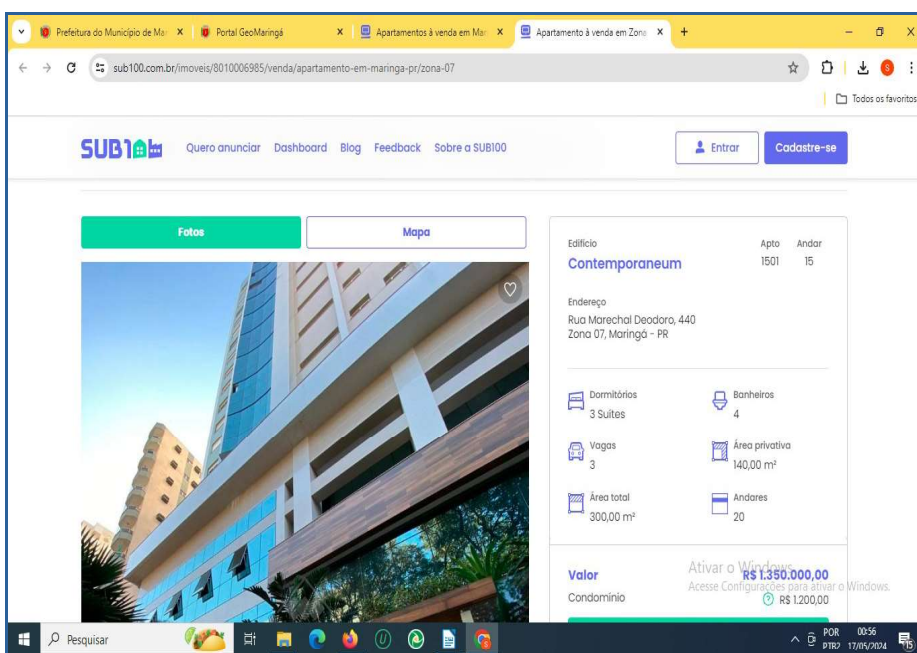 Prefeitura do Município de Mar
Portal GeoMaringá
Apartamentos à venda em Mar
Apartamento à venda em Zona
sub100.com.br/imoveis/8010006985/venda/apartamento-em-maringa-pr/zona-07
S
Todos os favoritos
SUB100
Quero anunciar Dashboard Blog Feedback Sobre a SUB100
Entrar
Cadastre-se
Fotos
Mapa
Edifício
Contemporaneum
Apto
1501
Andar
15
Endereço
Rua Marechal Deodoro, 440
Zona 07, Maringá - PR
Dormitórios
3 Suítes
Banheiros
4
Vagas
3
Área privativa
140,00 m²
Área total
300,00 m²
Andares
20
Valor
R$ 1.350.000,00
Condomínio
R$ 1.200,00
Ativar o Windows
Acesse Configurações para ativar o Windows.
Pesquisar
POR
PTB2
00:56
17/05/2024
15